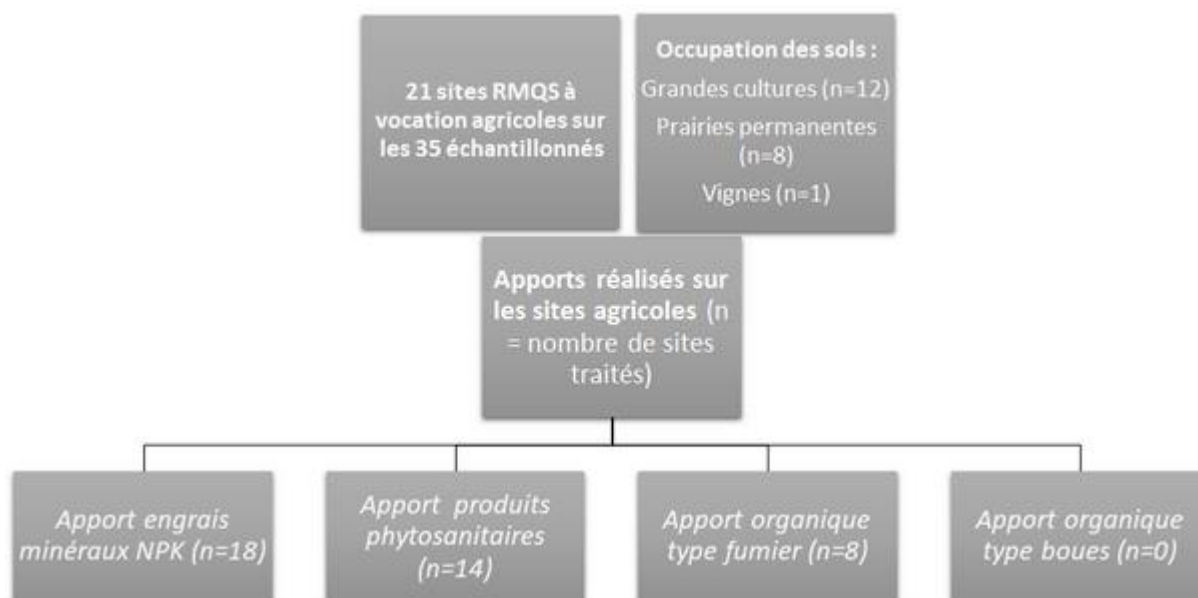 21 sites RMQS à
vocation agricoles sur
les 35 échantillonnés
Occupation des sols :
Grandes cultures (n=12)
Prairies permanentes
(n=8)
Vignes (n=1)
Apports réalisés sur
les sites agricoles (n
= nombre de sites
traités)
Apport engrais
minéraux NPK (n=18)
Apport produits
phytosanitaires
(n=14)
Apport organique
type fumier (n=8)
Apport organique
type boues (n=0)